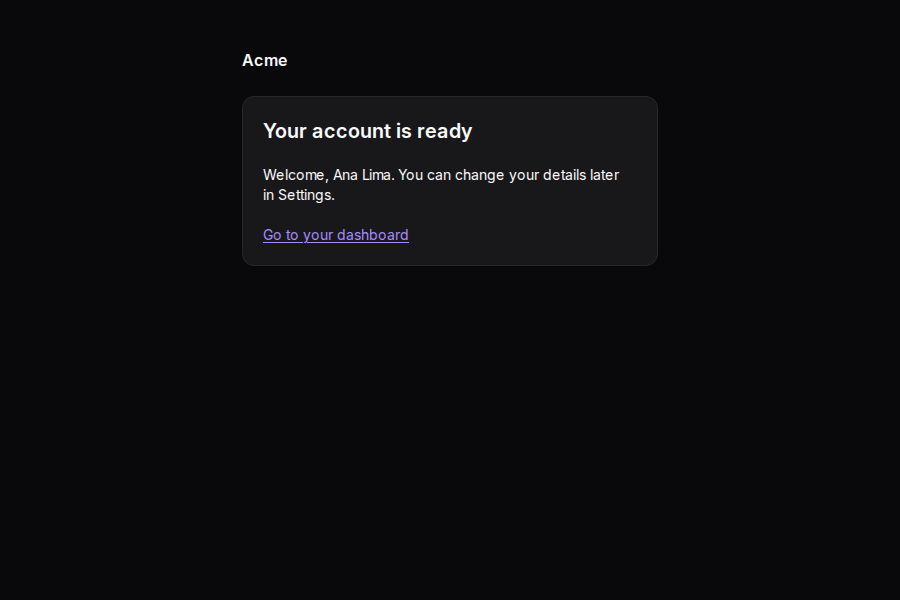 Acme
Your account is ready
Welcome, Ana Lima. You can change your details later
in Settings.
Go to your dashboard